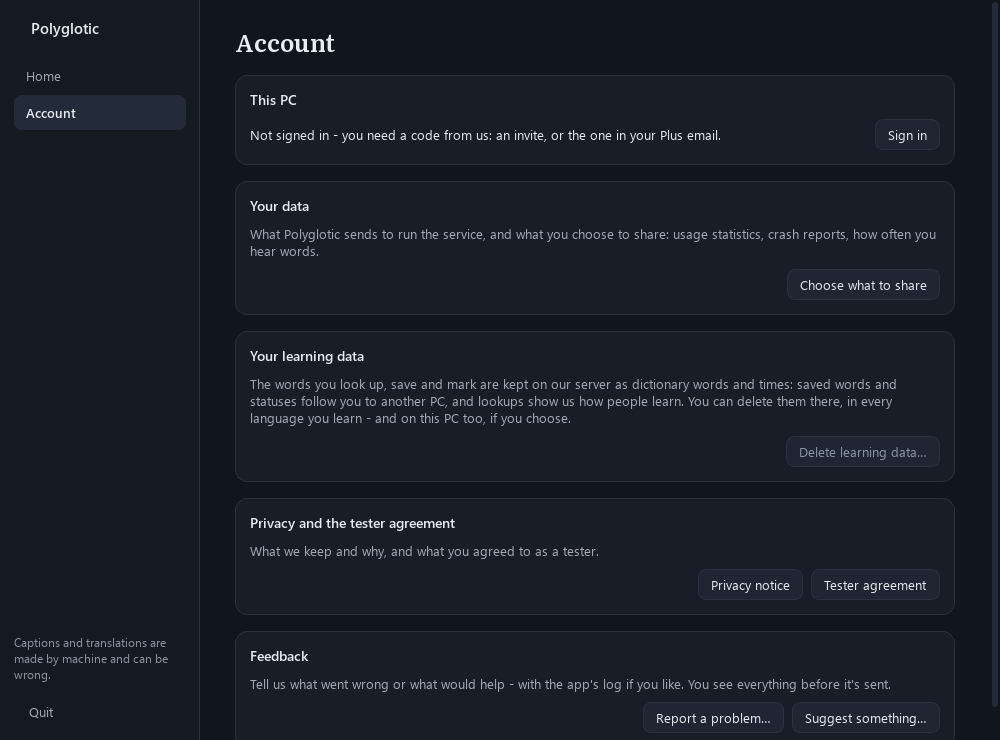 Polyglotic
Home
Account
Captions and translations are
made by machine and can be
wrong.
Quit
Account
This PC
Not signed in - you need a code from us: an invite, or the one in your Plus email.
Sign in
Your data
What Polyglotic sends to run the service, and what you choose to share: usage statistics, crash reports, how often you
hear words.
Choose what to share
Your learning data
The words you look up, save and mark are kept on our server as dictionary words and times: saved words and
statuses follow you to another PC, and lookups show us how people learn. You can delete them there, in every
language you learn - and on this PC too, if you choose.
Delete learning data...
Privacy and the tester agreement
What we keep and why, and what you agreed to as a tester.
Privacy notice
Tester agreement
Feedback
Tell us what went wrong or what would help - with the app's log if you like. You see everything before it's sent.
Report a problem...
Suggest something...